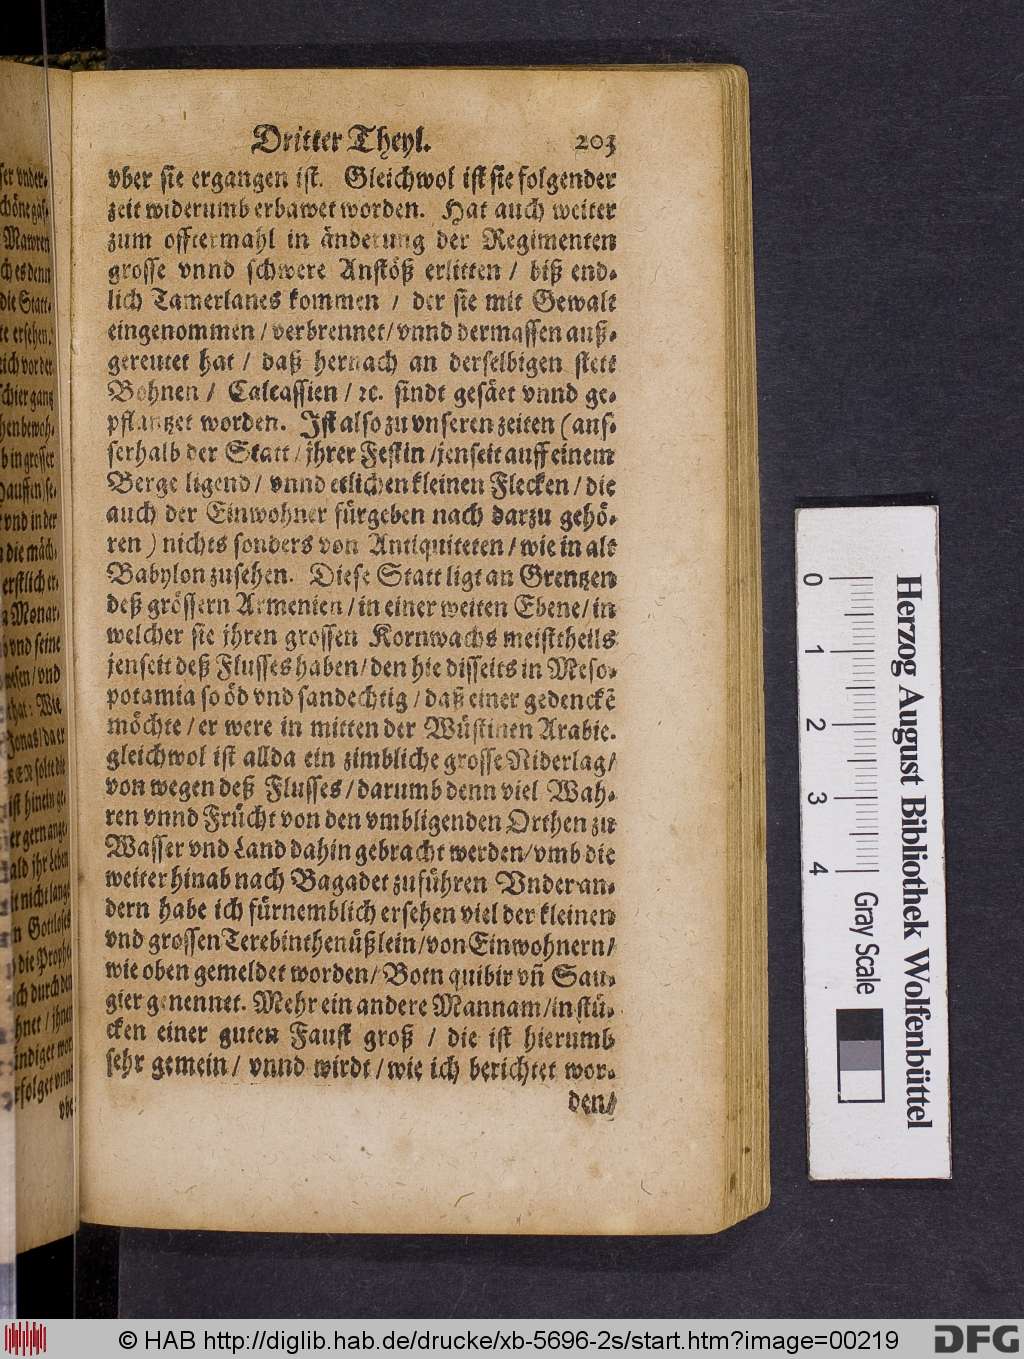 Dritter Theyl. 203
vber sie ergangen ist. Gleichwol ist sie folgender
zeit widerumb erbawet worden. Hat auch weiter
zum offtermahl in änderung der Regimenten
grosse vnnd schwere Anstöß erlitten / biß end-
lich Tamerlanes kommen / der sie mit Gewalt
eingenommen / verbrennet / vnnd dermassen auß-
gereutet hat / daß hernach an derselbigen stett
Bohnen / Calcassien / ꝛc. sindt gesäet vnnd ge-
pflantzet worden. Ist also zu vnseren zeiten (aus-
serhalb der Statt / jhrer Festin / jenseit auff einem
Berge ligend / vnnd etlichen kleinen Flecken / die
auch der Einwohner fürgeben nach darzu gehö-
ren) nichts sonders von Antiquiteten / wie in alt
Babylon zusehen. Diese Statt ligt an Grentzen
deß grössern Armenien / in einer weiten Ebene / in
welcher sie jhren grossen Kornwachs meisttheils
jenseit deß Flusses haben / den hie disseits in Meso-
potamia so öd vnd sandechtig / daß einer gedenckẽ
möchte / er were in mitten der Wüstinen Arabie.
gleichwol ist allda ein zimbliche grosse Niderlag /
von wegen deß Flusses / darumb denn viel Wah-
ren vnnd Frücht von den vmbligenden Orthen zu
Wasser vnd Land dahin gebracht werden / vmb die
weiter hinab nach Bagadet zuführen Vnder an-
dern habe ich fürnemblich ersehen viel der kleinen
vnd grossen Terebinthenüßlein / von Einwohnern /
wie oben gemeldet worden / Botn quibir vñ Sau-
gier genennet. Mehr ein andere Mannam / in stü-
cken einer guten Faust groß / die ist hierumb
sehr gemein / vnnd wirdt / wie ich berichtet wor-
den /
0 1 2 3 4
Gray Scale
Herzog August Bibliothek Wolfenbüttel
© HAB http://diglib.hab.de/drucke/xb-5696-2s/start.htm?image=00219
DFG